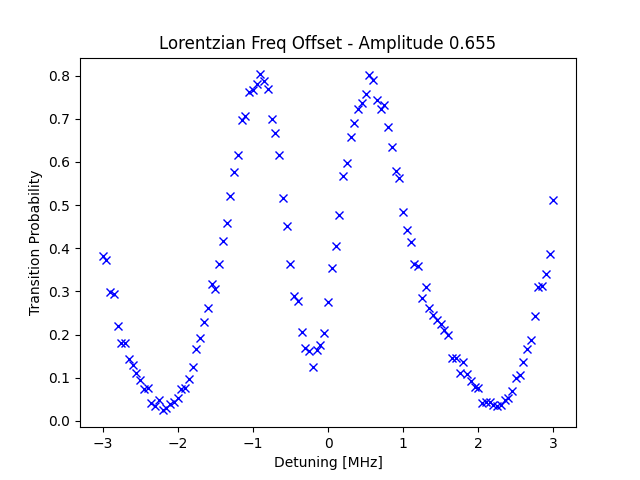 Lorentzian Freq Offset - Amplitude 0.655
0.8
0.7
0.6
0.5
0.4
0.3
0.2
0.1
0.0
Transition Probability
−3 −2 −1 0 1 2 3
Detuning [MHz]